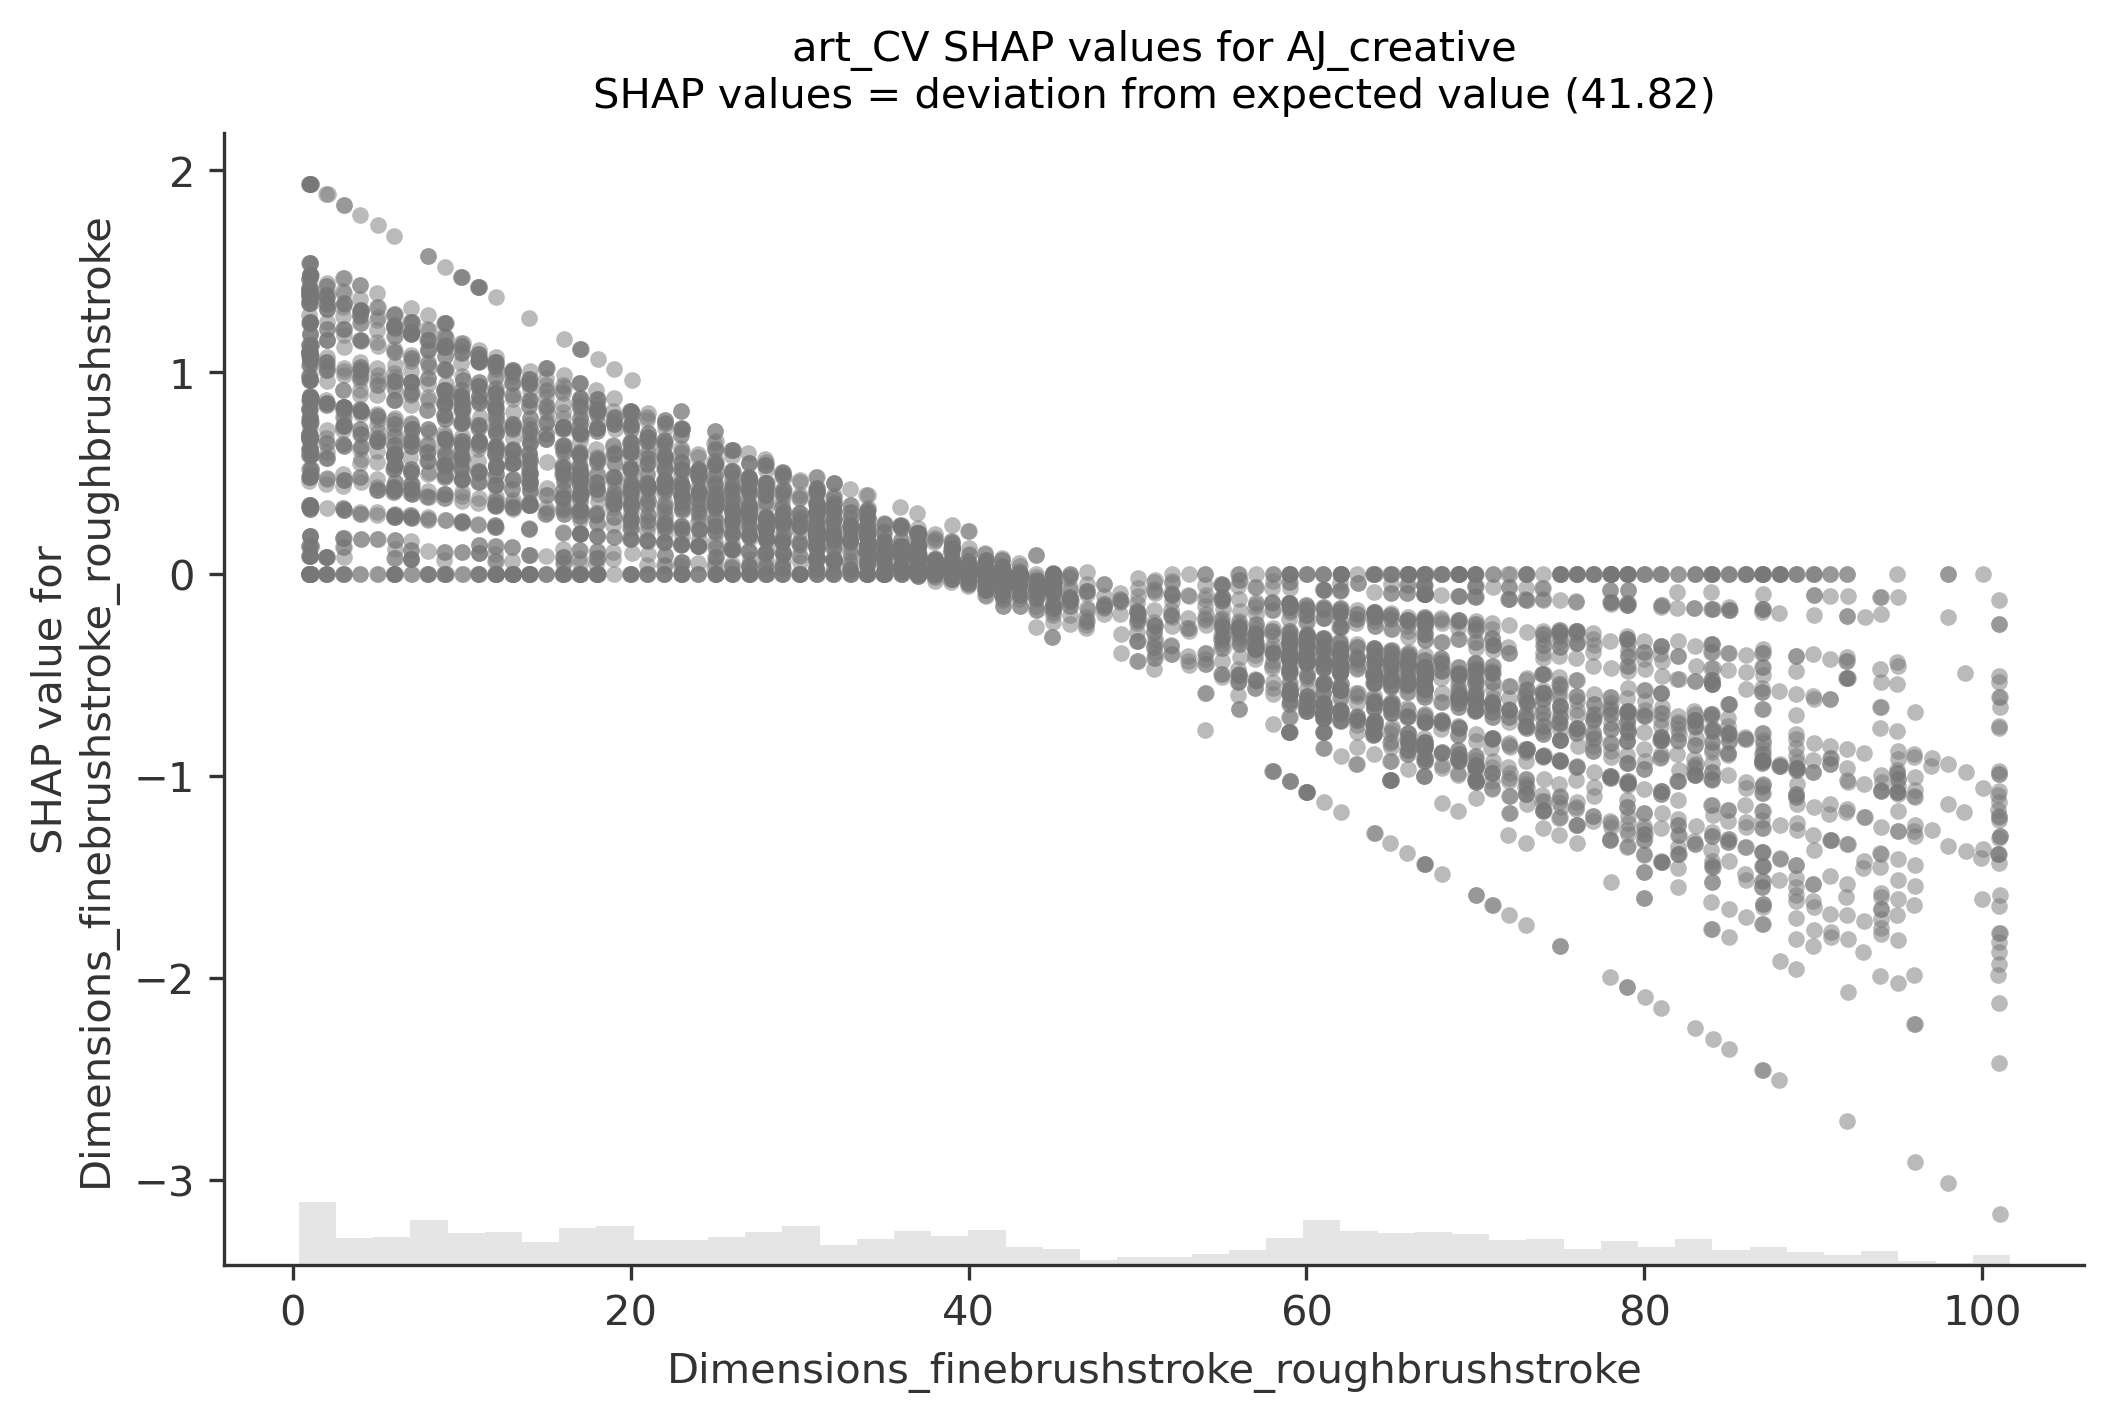 art_CV SHAP values for AJ_creative
SHAP values = deviation from expected value (41.82)
SHAP value for
Dimensions_finebrushstroke_roughbrushstroke
2
1
0
−1
−2
−3
0
20
40
60
80
100
Dimensions_finebrushstroke_roughbrushstroke